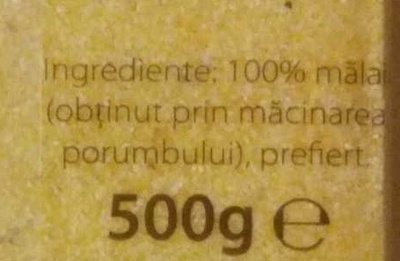 Ingrediente: 100% mălai
(obținut prin măcinarea
porumbului), prefiert.
500g ℮